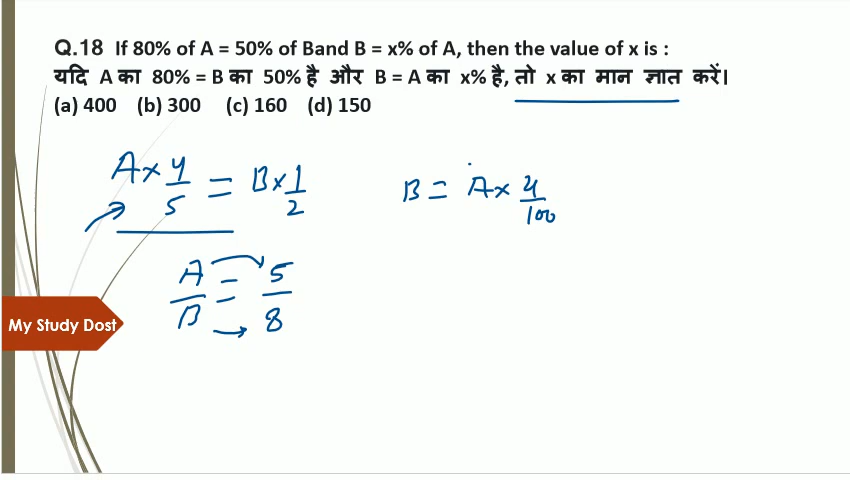 Q.18 If 80% of A = 50% of Band B = x% of A, then the value of x is :
यदि A का 80% = B का 50% है और B = A का x% है, तो x का मान ज्ञात करें।
(a) 400 (b) 300 (c) 160 (d) 150
A × 4/5 = B × 1/2
B = A × 4/100
A/B = 5/8
My Study Dost